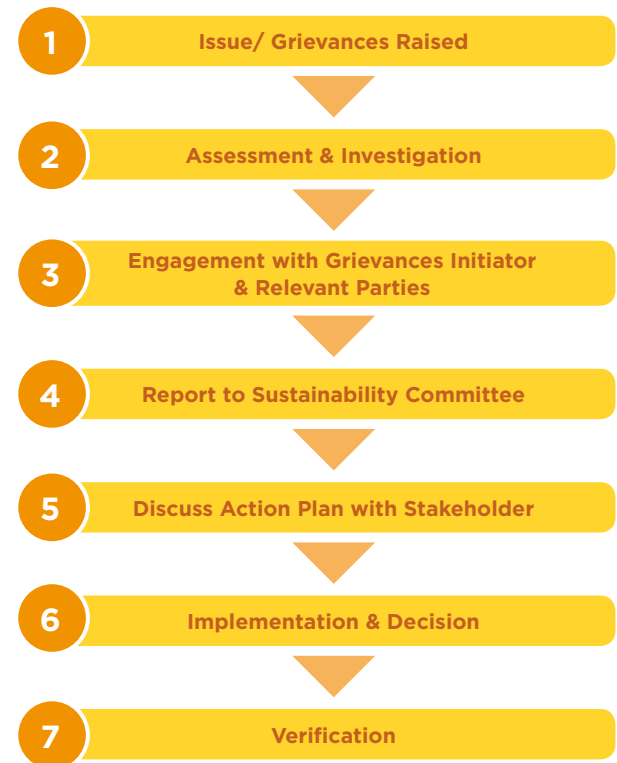 1
Issue/ Grievances Raised
2
Assessment & Investigation
3
Engagement with Grievances Initiator
& Relevant Parties
4
Report to Sustainability Committee
5
Discuss Action Plan with Stakeholder
6
Implementation & Decision
7
Verification